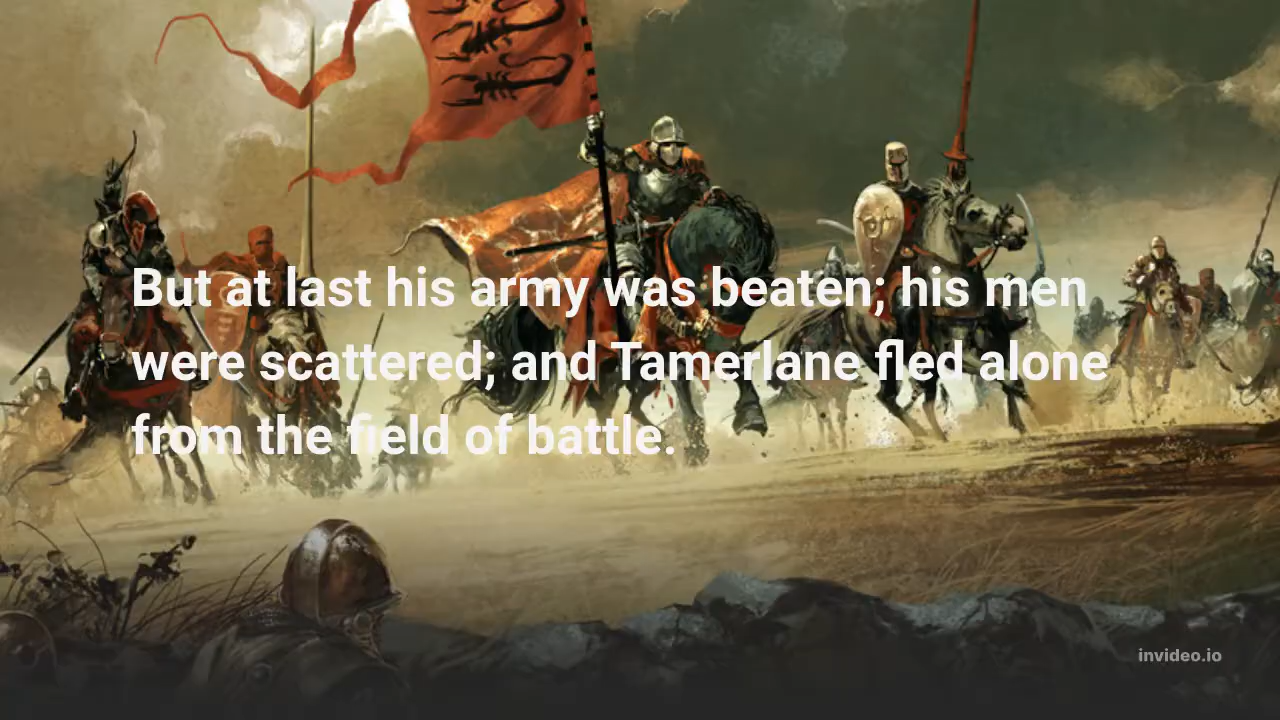 But at last his army was beaten; his men
were scattered; and Tamerlane fled alone
from the field of battle.
invideo.io